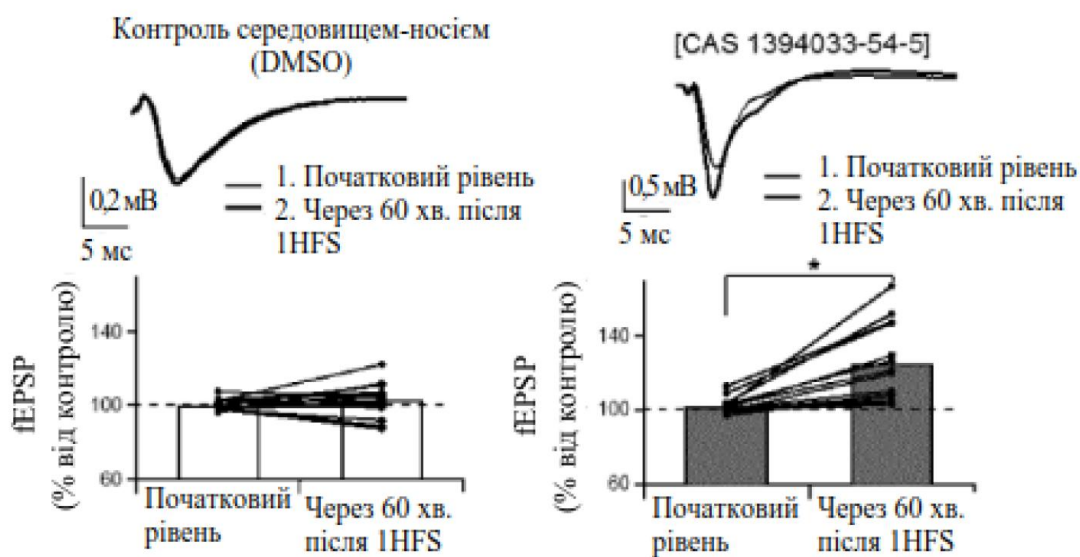 Контроль середовищем-носієм
(DMSO)
0,2 мВ
5 мс
1. Початковий рівень
2. Через 60 хв. після
1HFS
[CAS 1394033-54-5]
0,5 мВ
5 мс
1. Початковий рівень
2. Через 60 хв. після
1HFS
fEPSP
(% від контролю)
140
100
60
Початковий
рівень
Через 60 хв.
після 1HFS
fEPSP
(% від контролю)
*
140
100
60
Початковий
рівень
Через 60 хв.
після 1HFS